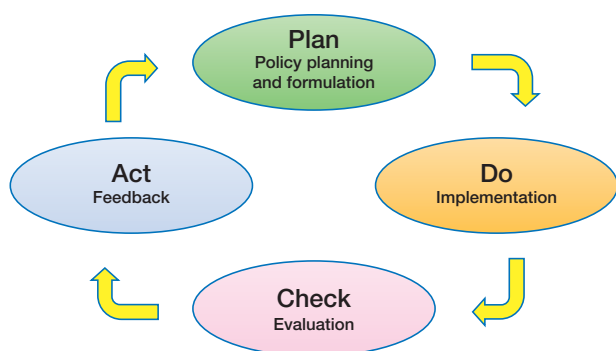 Plan
Policy planning
and formulation
Do
Implementation
Check
Evaluation
Act
Feedback